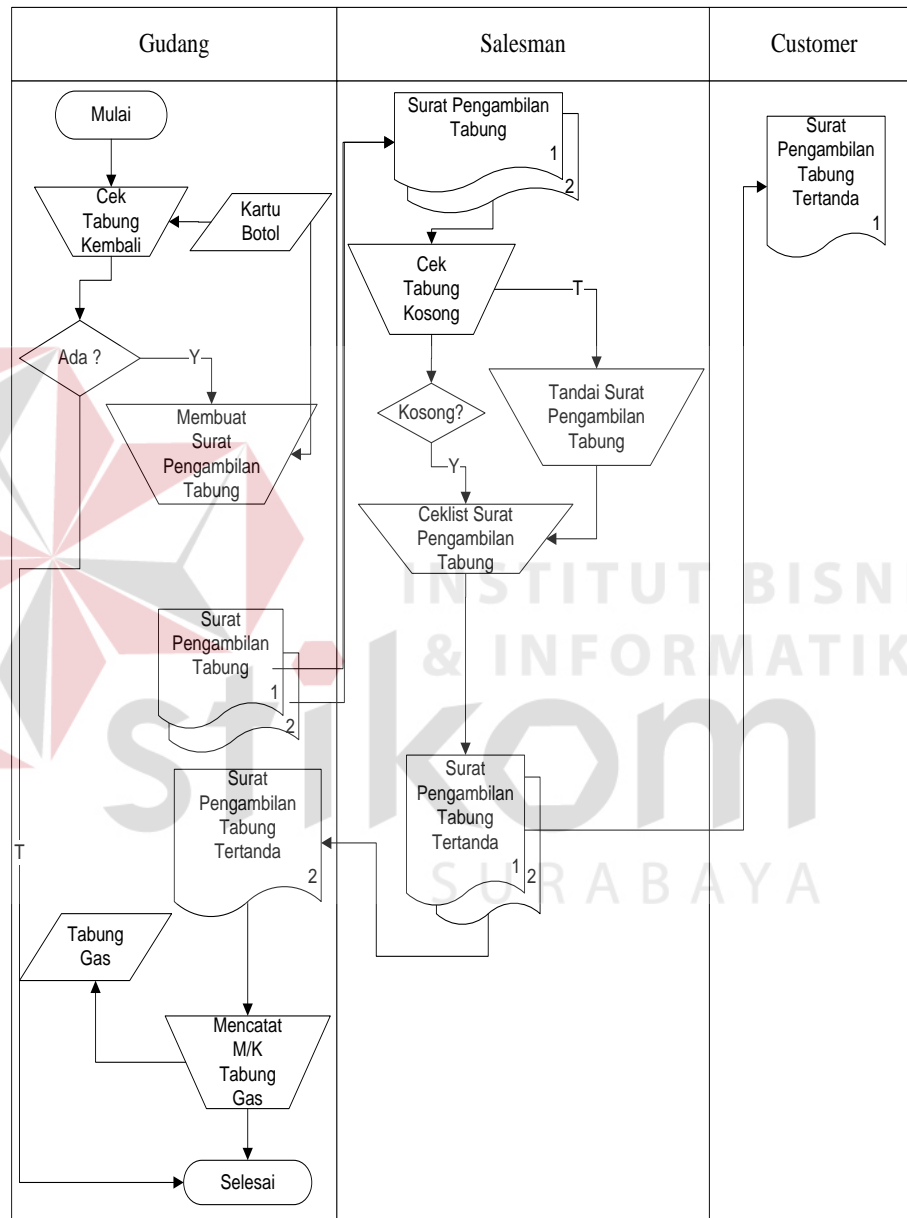 Gudang
Salesman
Customer
Mulai
Cek
Tabung
Kembali
Kartu
Botol
Ada ?
Y
Membuat
Surat
Pengambilan
Tabung
Surat
Pengambilan
Tabung
1
2
Surat
Pengambilan
Tabung
Tertanda
2
T
Tabung
Gas
Mencatat
M/K
Tabung
Gas
Selesai
Surat Pengambilan
Tabung
1
2
Cek
Tabung
Kosong
T
Kosong?
Tandai Surat
Pengambilan
Tabung
Y
Ceklist Surat
Pengambilan
Tabung
Surat
Pengambilan
Tabung
Tertanda
1
2
Surat
Pengambilan
Tabung
Tertanda
1
INSTITUT BISNI
& INFORMATIK
stikom
SURABAYA